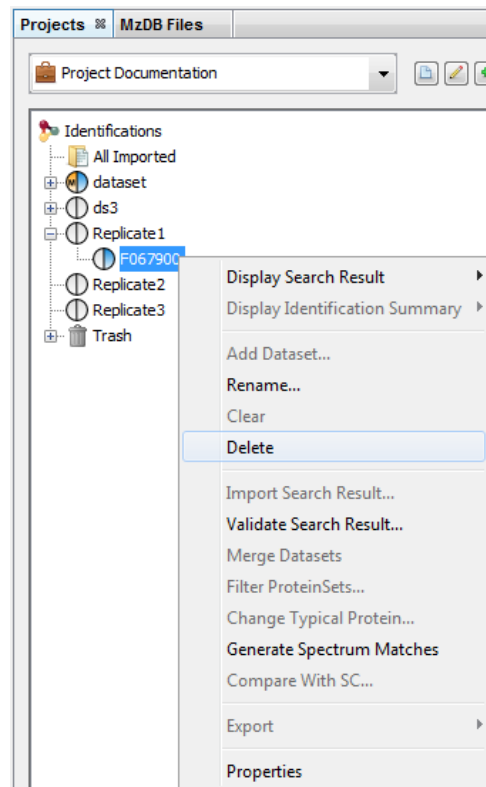 Projects MzDB Files
Project Documentation
Identifications
All Imported
dataset
ds3
Replicate1
F067900
Replicate2
Replicate3
Trash
Display Search Result
Display Identification Summary
Add Dataset...
Rename...
Clear
Delete
Import Search Result...
Validate Search Result...
Merge Datasets
Filter ProteinSets...
Change Typical Protein...
Generate Spectrum Matches
Compare With SC...
Export
Properties